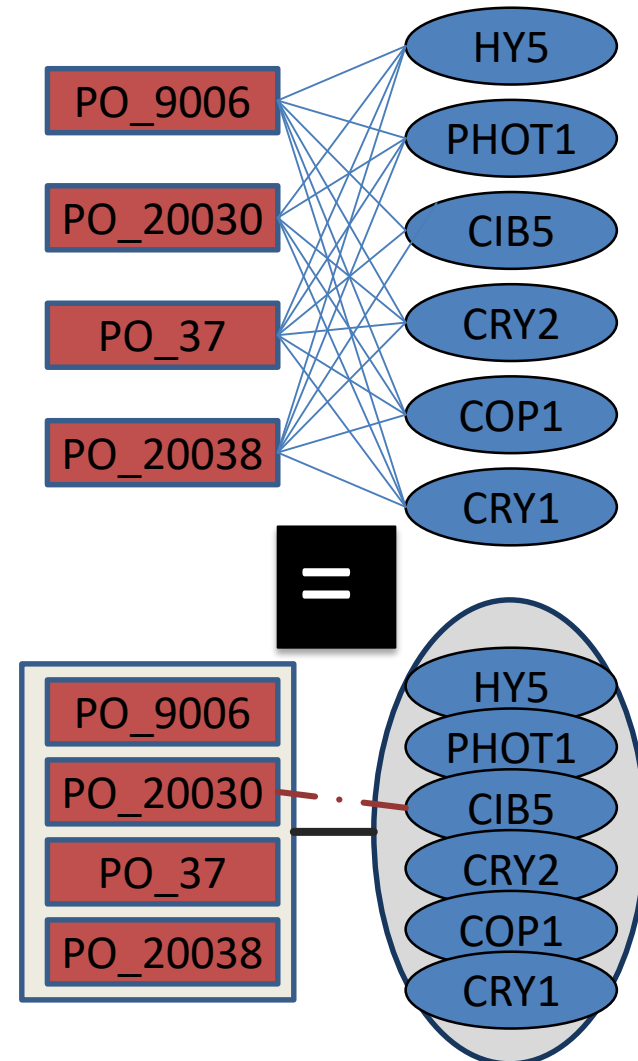 HY5
PO_9006
PHOT1
PO_20030
CIB5
PO_37
CRY2
COP1
PO_20038
CRY1
=
HY5
PO_9006
PHOT1
PO_20030
CIB5
PO_37
CRY2
COP1
PO_20038
CRY1